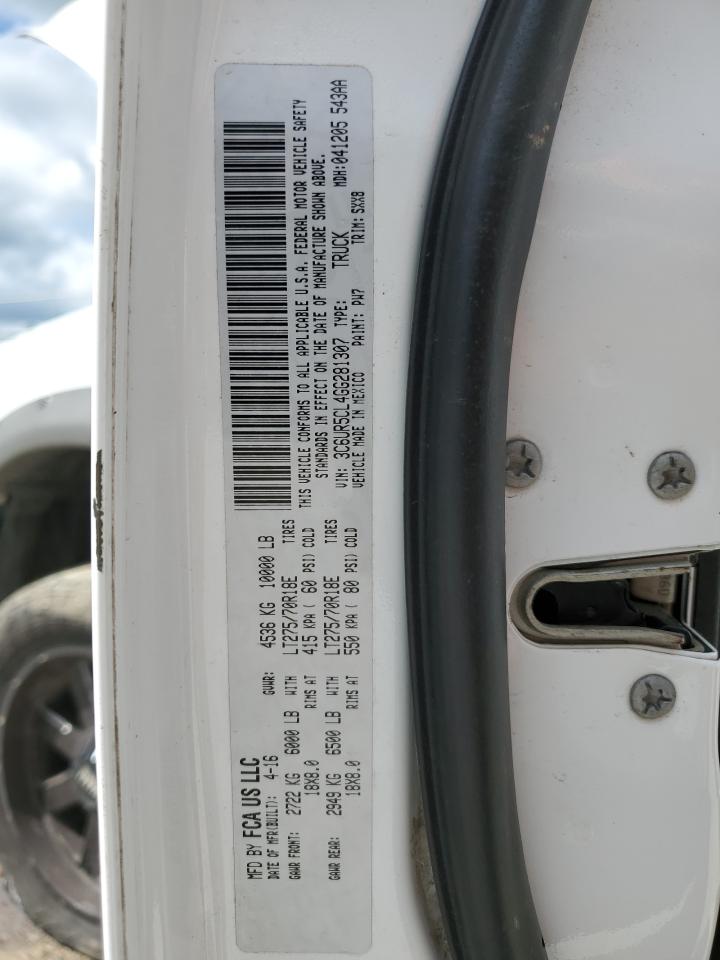 MFD BY FCA US LLC
DATE OF MFR(BUILT): 4-16 GVWR: 4536 KG 10000 LB
GAWR FRONT: 2722 KG 6000 LB WITH LT275/70R18E TIRES
18X8.0 RIMS AT 415 KPA( 60 PSI) COLD
GAWR REAR: 2949 KG 6500 LB WITH LT275/70R18E TIRES
18X8.0 RIMS AT 550 KPA( 80 PSI) COLD
THIS VEHICLE CONFORMS TO ALL APPLICABLE U.S.A. FEDERAL MOTOR VEHICLE SAFETY
STANDARDS IN EFFECT ON THE DATE OF MANUFACTURE SHOWN ABOVE.
VIN: 3C6UR5CL4GG281307 TYPE: TRUCK MDH:041205 543AA
VEHICLE MADE IN MEXICO PAINT: PW7 TRIM: SXX8